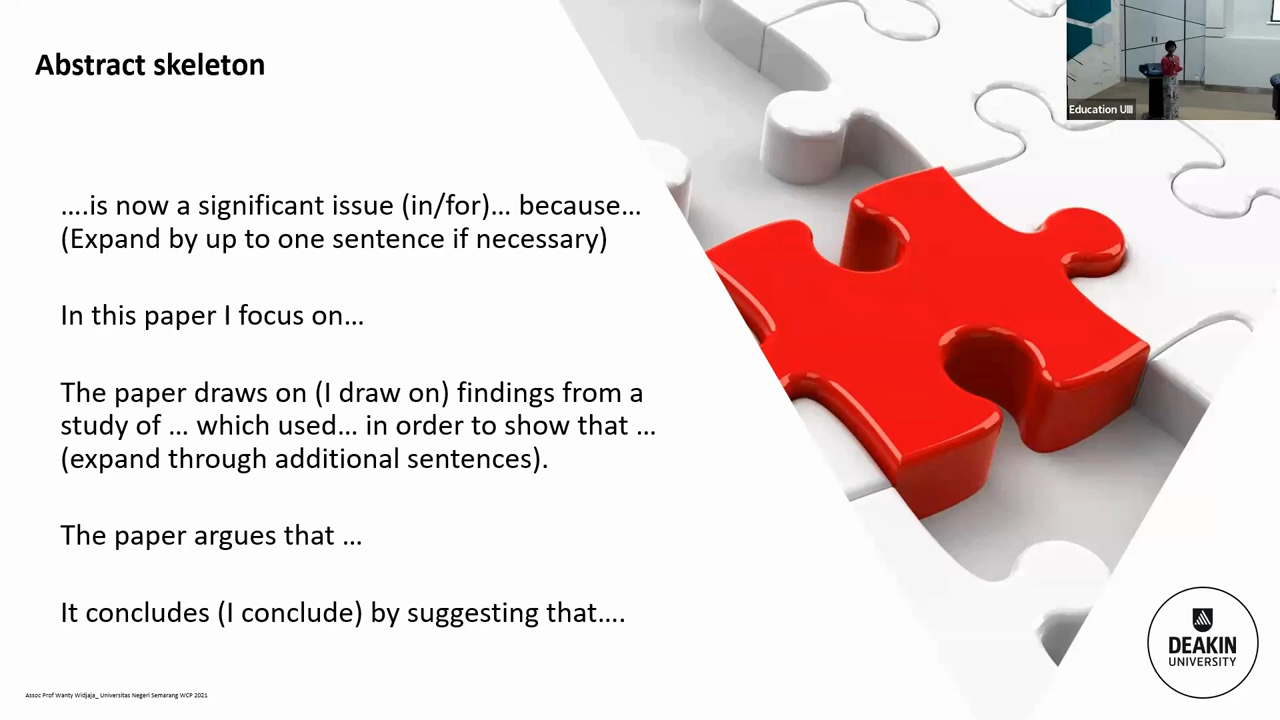 Abstract skeleton
Education UIII
....is now a significant issue (in/for)... because...
(Expand by up to one sentence if necessary)
In this paper I focus on...
The paper draws on (I draw on) findings from a
study of ... which used... in order to show that ...
(expand through additional sentences).
The paper argues that ...
It concludes (I conclude) by suggesting that....
DEAKIN
UNIVERSITY
Assoc Prof Wanty Widjaja_ Universitas Negeri Semarang WCP 2021